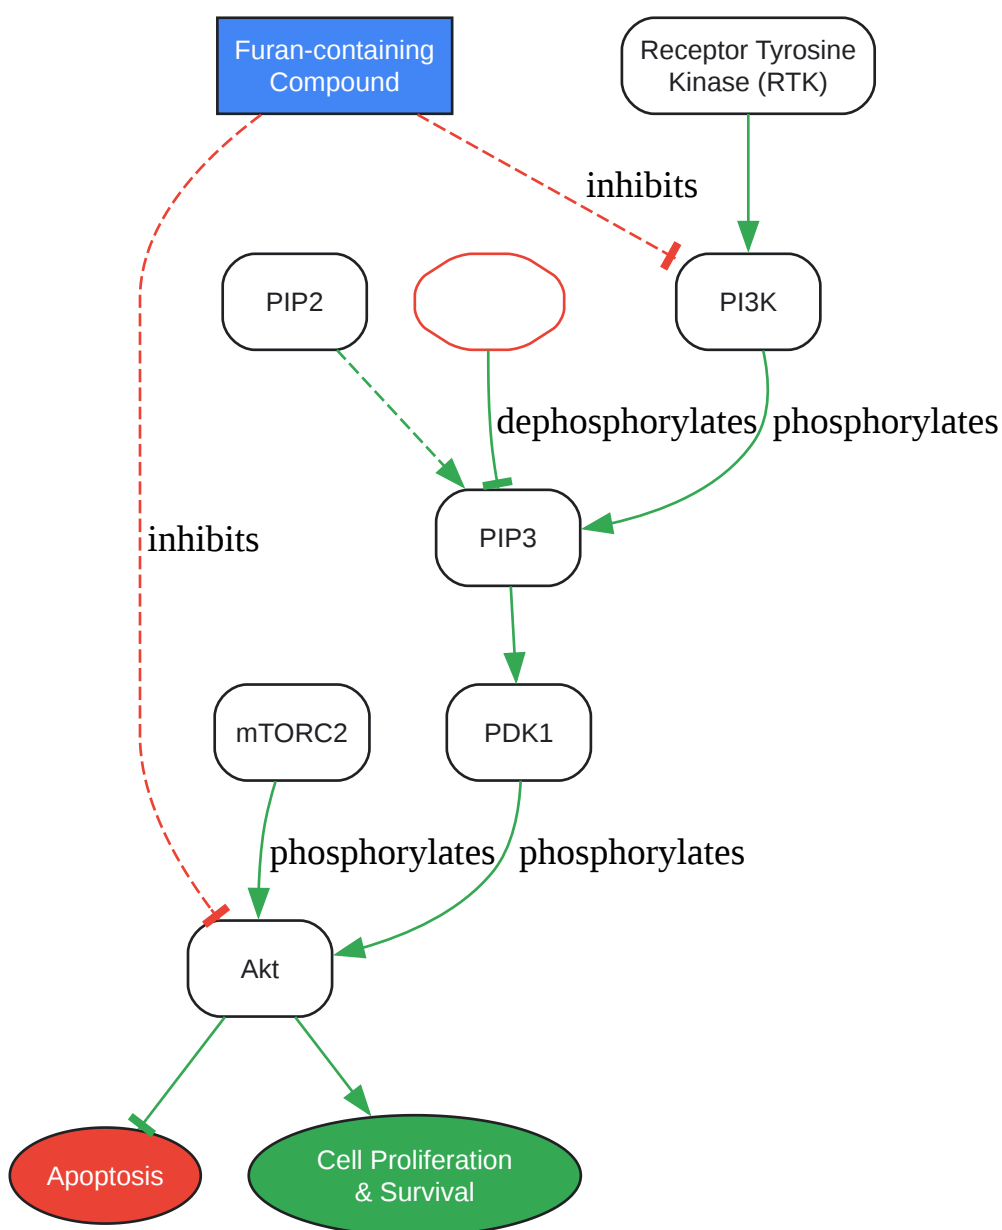 Furan-containing
Compound
Receptor Tyrosine
Kinase (RTK)
inhibits
PIP2
PI3K
dephosphorylates
phosphorylates
inhibits
PIP3
mTORC2
PDK1
phosphorylates
phosphorylates
Akt
Apoptosis
Cell Proliferation
& Survival